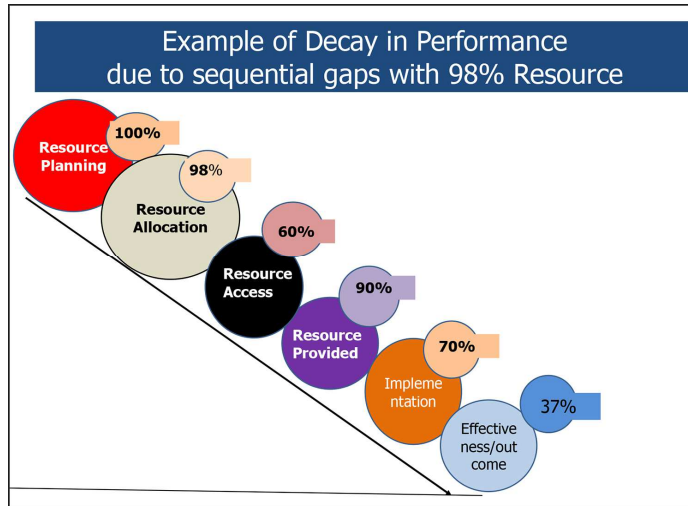 Example of Decay in Performance
due to sequential gaps with 98% Resource
100%
Resource
Planning
98%
Resource
Allocation
60%
Resource
Access
90%
Resource
Provided
70%
Impleme
ntation
37%
Effective
ness/out
come